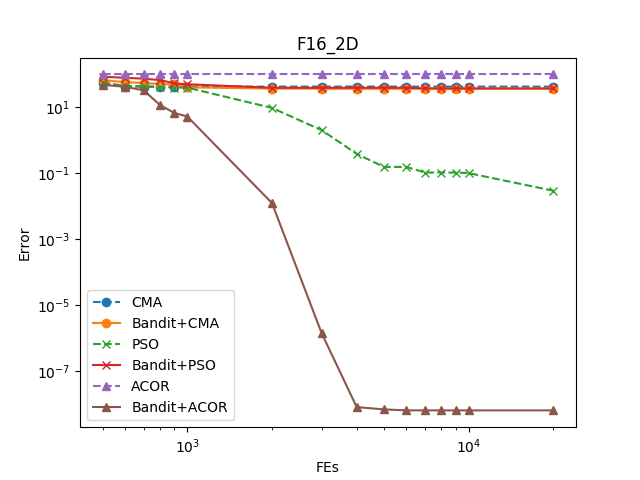 F16_2D
Error
10^1
10^-1
10^-3
10^-5
10^-7
CMA
Bandit+CMA
PSO
Bandit+PSO
ACOR
Bandit+ACOR
10^3
10^4
FEs